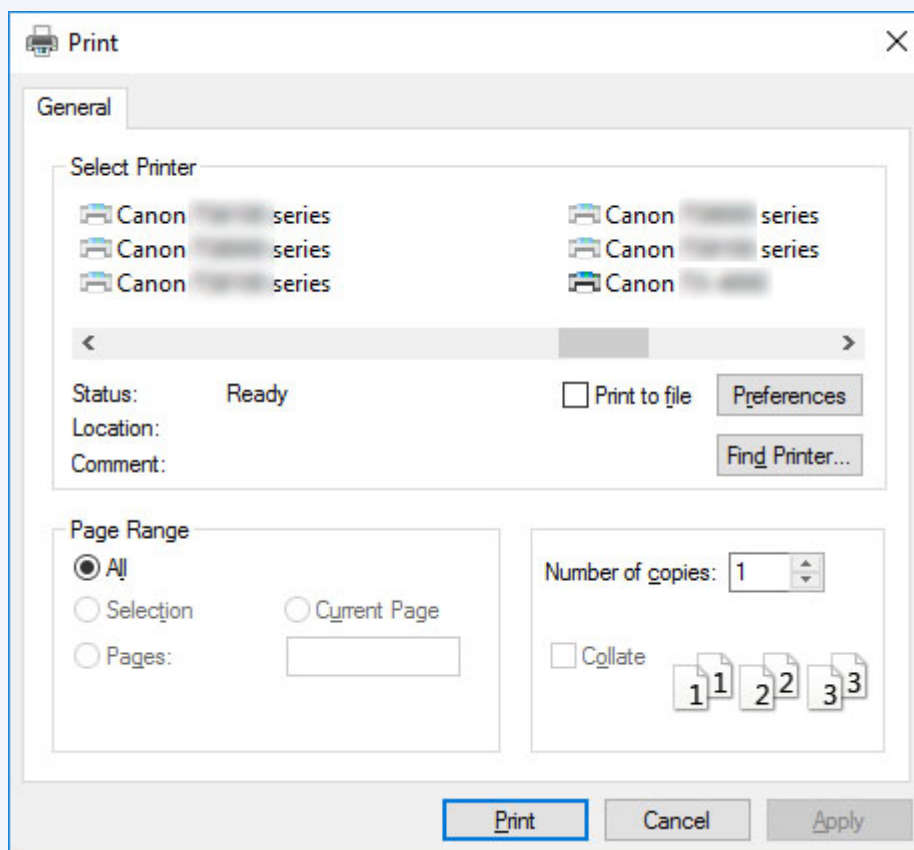 Print
General
Select Printer
Canon series
Canon series
Canon series
Canon series
Canon series
Canon
Status: Ready
Location:
Comment:
Print to file
Preferences
Find Printer...
Page Range
All
Selection
Current Page
Pages:
Number of copies: 1
Collate
1 1 2 2 3 3
Print Cancel Apply